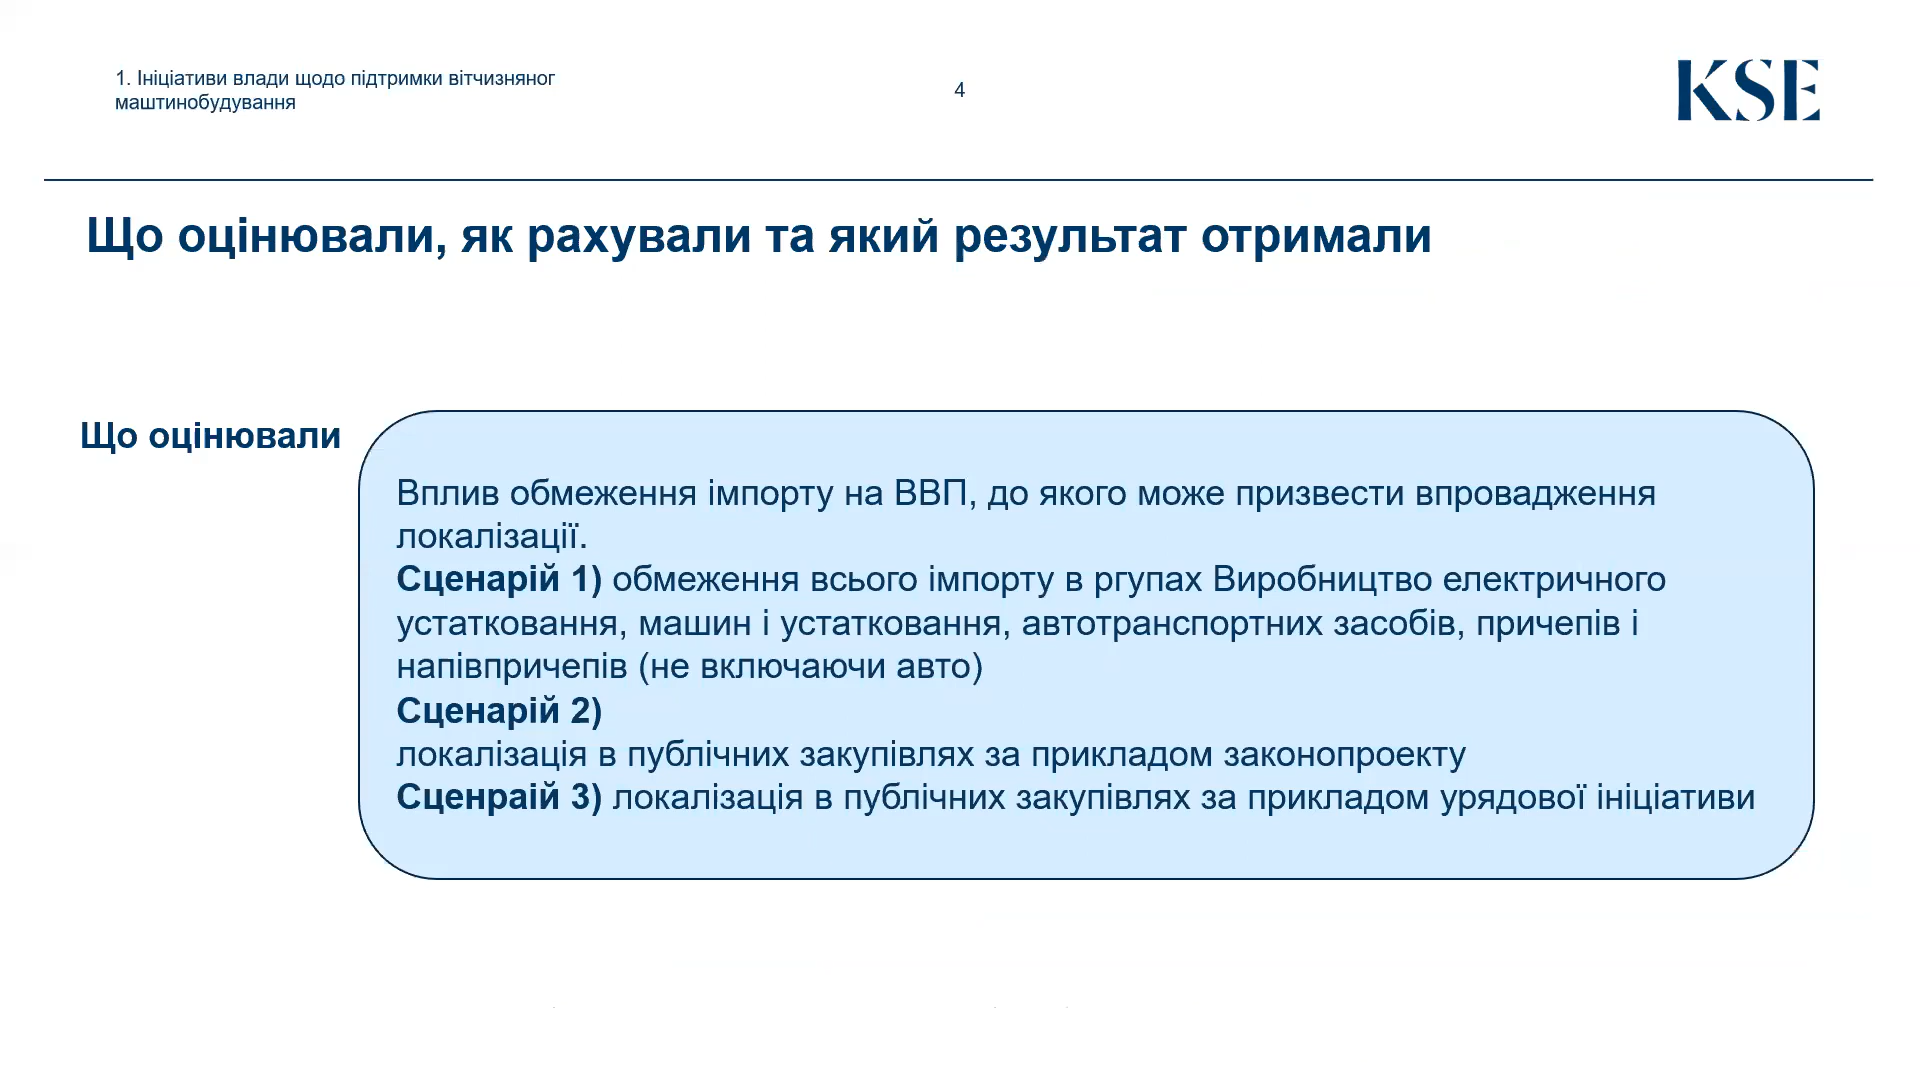 1. Ініціативи влади щодо підтримки вітчизняног
маштинобудування
4
KSE
Що оцінювали, як рахували та який результат отримали
Що оцінювали
Вплив обмеження імпорту на ВВП, до якого може призвести впровадження
локалізації.
Сценарій 1) обмеження всього імпорту в ргупах Виробництво електричного
устатковання, машин і устатковання, автотранспортних засобів, причепів і
напівпричепів (не включаючи авто)
Сценарій 2)
локалізація в публічних закупівлях за прикладом законопроекту
Сценраій 3) локалізація в публічних закупівлях за прикладом урядової ініціативи